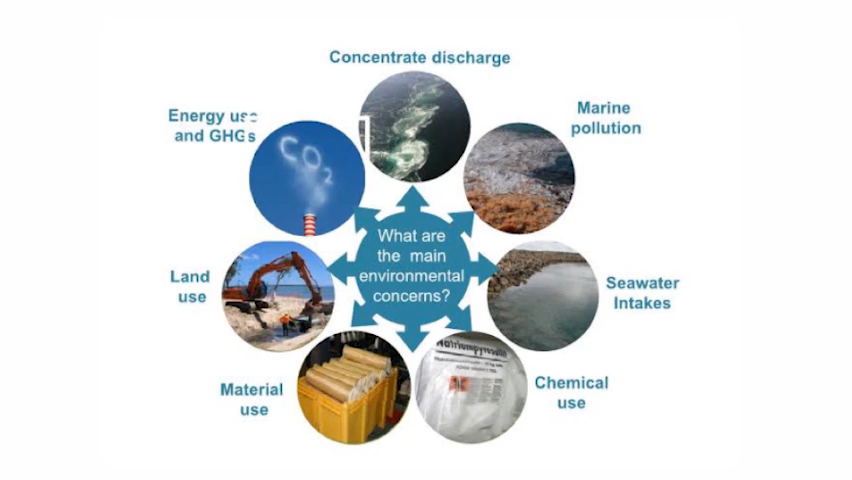 Concentrate discharge
Marine
pollution
Energy use
and GHGs
CO2
What are
the main
environmental
concerns?
Land
use
Seawater
Intakes
Material
use
Chemical
use
Natriumpyrosulfit